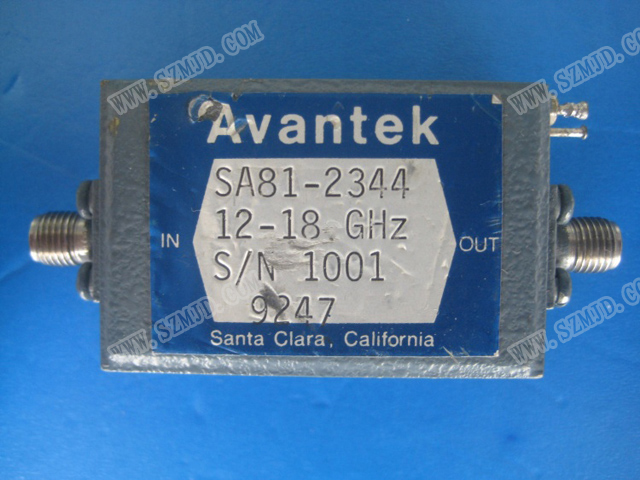 Avantek
SA81-2344
12-18 GHz
IN
OUT
S/N 1001
9247
Santa Clara, California
WWW.SZMJD.COM
WWW.SZMJD.COM
WWW.SZMJD.COM
WWW.SZMJD.COM